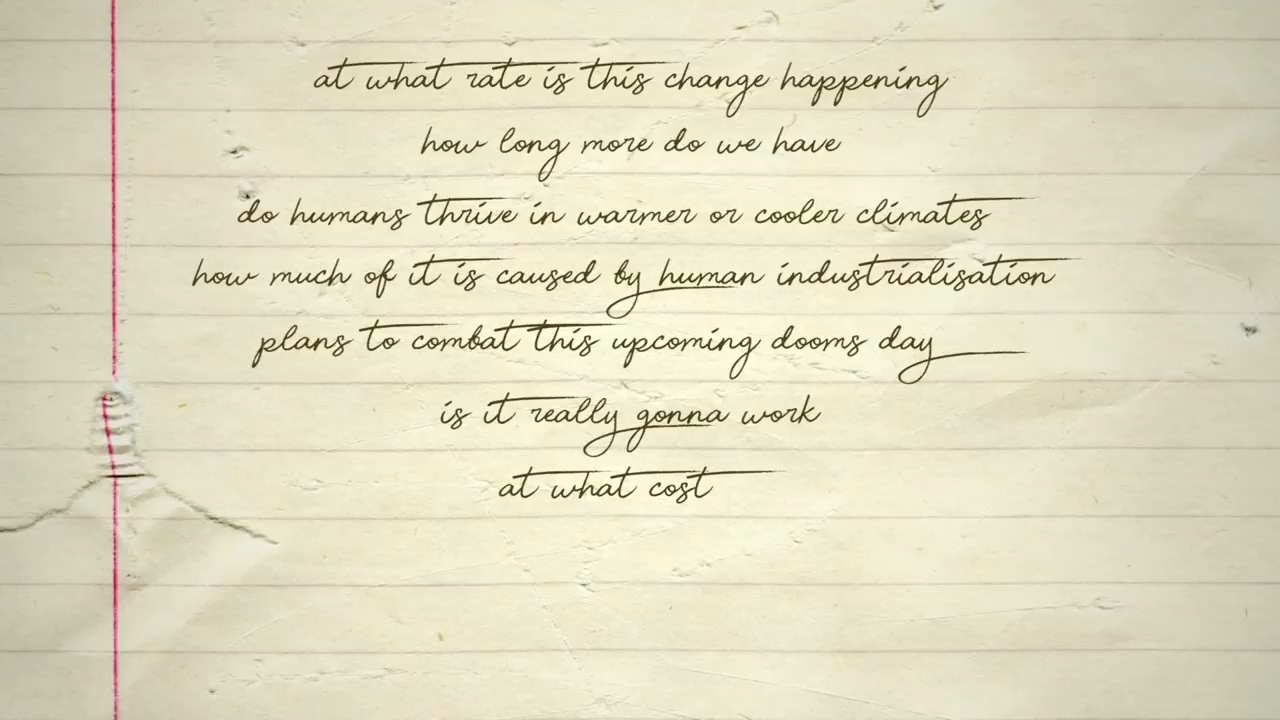 at what rate is this change happening
how long more do we have
do humans thrive in warmer or cooler climates
how much of it is caused by human industrialisation
plans to combat this upcoming dooms day
is it really gonna work
at what cost